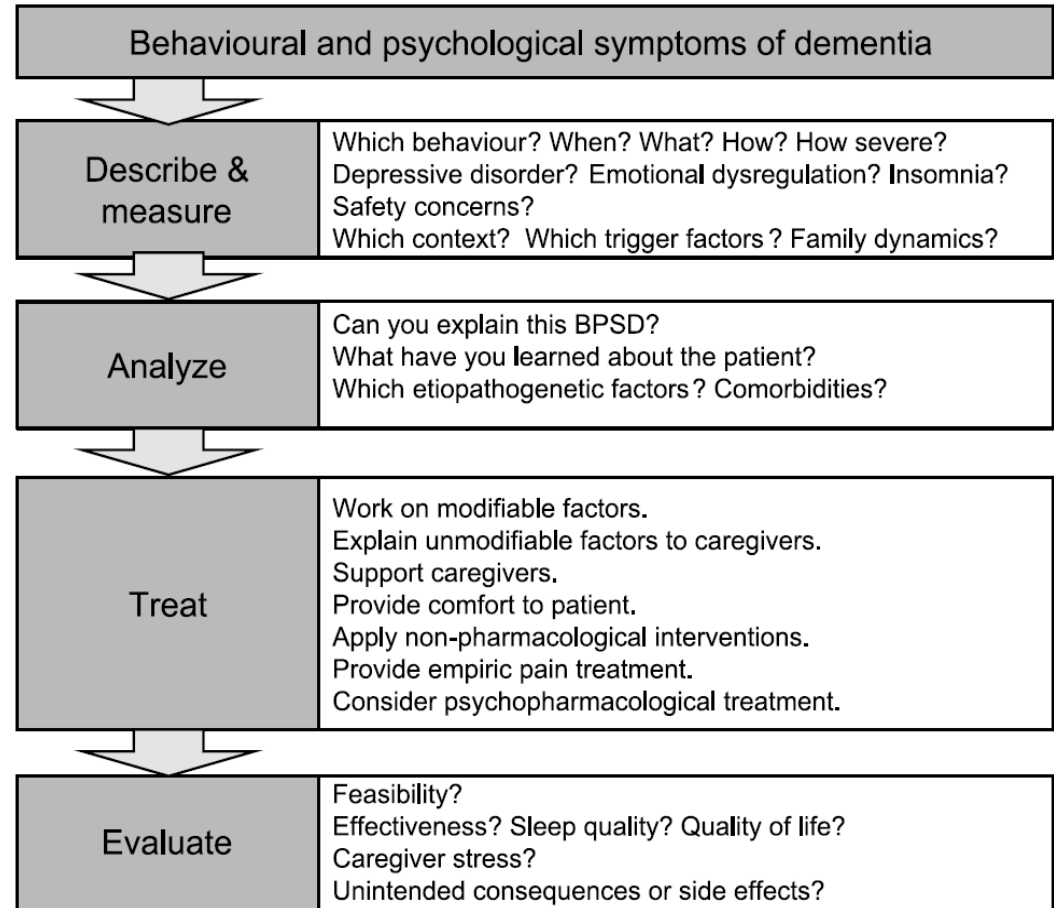 Behavioural and psychological symptoms of dementia
Describe &
measure
Which behaviour? When? What? How? How severe?
Depressive disorder? Emotional dysregulation? Insomnia?
Safety concerns?
Which context? Which trigger factors? Family dynamics?
Analyze
Can you explain this BPSD?
What have you learned about the patient?
Which etiopathogenetic factors? Comorbidities?
Treat
Work on modifiable factors.
Explain unmodifiable factors to caregivers.
Support caregivers.
Provide comfort to patient.
Apply non-pharmacological interventions.
Provide empiric pain treatment.
Consider psychopharmacological treatment.
Evaluate
Feasibility?
Effectiveness? Sleep quality? Quality of life?
Caregiver stress?
Unintended consequences or side effects?